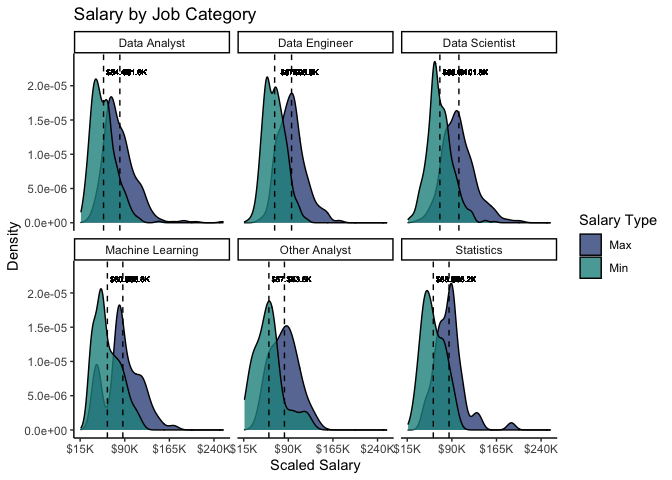 Salary by Job Category
Data Analyst
Data Engineer
Data Scientist
2.0e-05
1.5e-05
1.0e-05
5.0e-06
0.0e+00
Machine Learning
Other Analyst
Statistics
2.0e-05
1.5e-05
1.0e-05
5.0e-06
0.0e+00
$15K $90K $165K $240K $15K $90K $165K $240K $15K $90K $165K $240K
Scaled Salary
Density
Salary Type
Max
Min